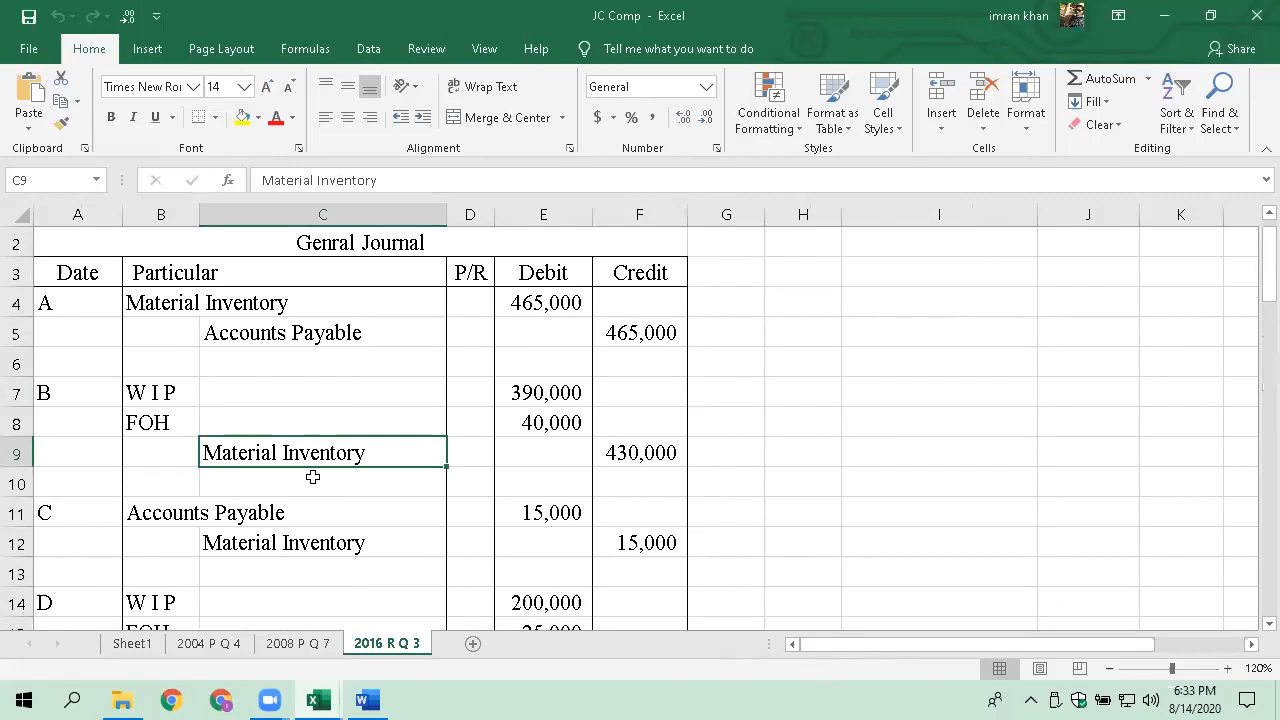 JC Comp - Excel
imran khan
File Home Insert Page Layout Formulas Data Review View Help Tell me what you want to do Share
Times New Ror 14
Wrap Text
General
AutoSum
Paste
B I U
Merge & Center
$ % ,
Conditional Formatting
Format as Table
Cell Styles
Insert Delete Format
Fill
Clear
Sort & Filter
Find & Select
Clipboard Font Alignment Number Styles Cells Editing
C9 fx Material Inventory
A B C D E F G H I J K
2 Genral Journal
3 Date Particular P/R Debit Credit
4 A Material Inventory 465,000
5 Accounts Payable 465,000
6
7 B W I P 390,000
8 FOH 40,000
9 Material Inventory 430,000
10
11 C Accounts Payable 15,000
12 Material Inventory 15,000
13
14 D W I P 200,000
FOH 25,000
Sheet1 2004 P Q 4 2008 P Q 7 2016 R Q 3
120%
6:33 PM
8/14/2020